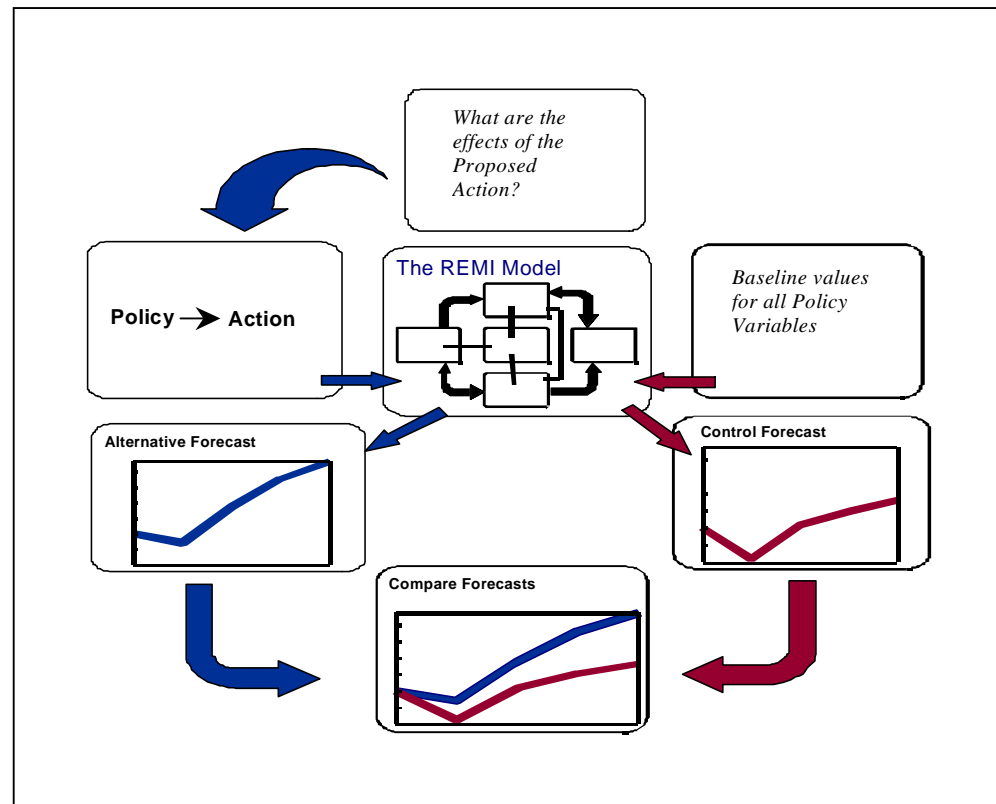 What are the
effects of the
Proposed
Action?
The REMI Model
Policy → Action
Baseline values
for all Policy
Variables
Alternative Forecast
Control Forecast
Compare Forecasts